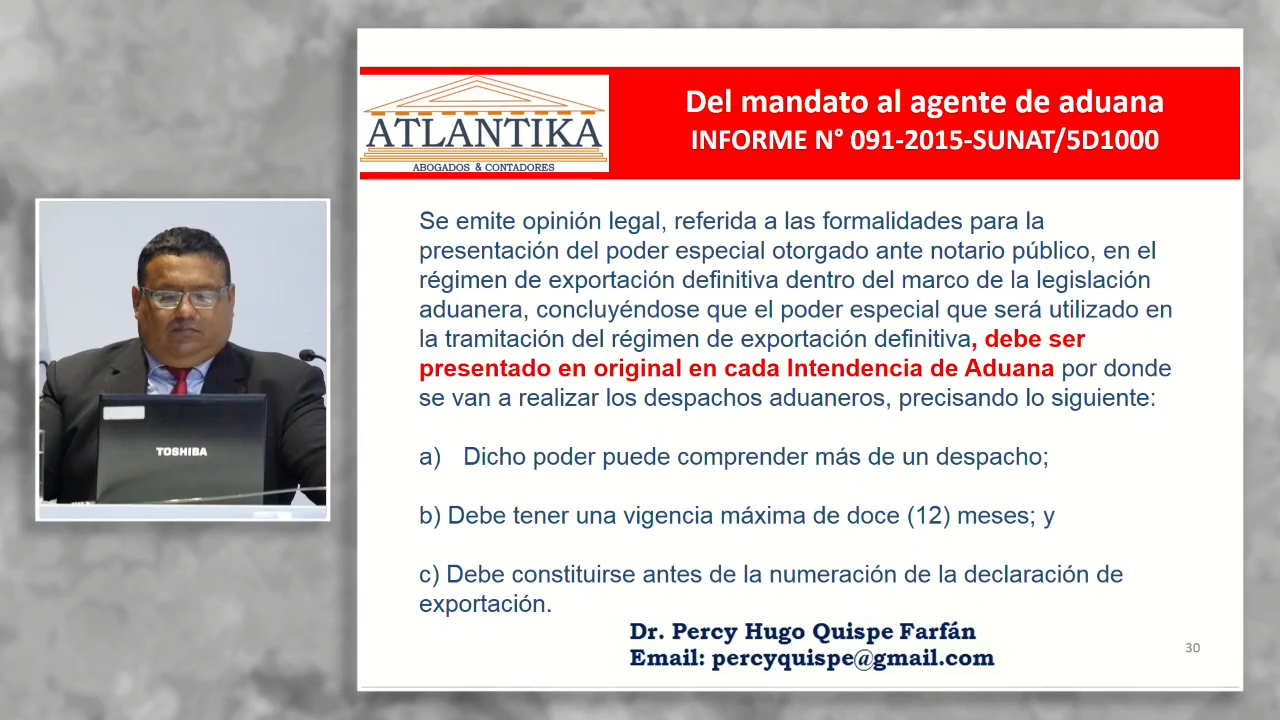 ATLANTIKA
ABOGADOS & CONTADORES
Del mandato al agente de aduana
INFORME N° 091-2015-SUNAT/5D1000
Se emite opinión legal, referida a las formalidades para la
presentación del poder especial otorgado ante notario público, en el
régimen de exportación definitiva dentro del marco de la legislación
aduanera, concluyéndose que el poder especial que será utilizado en
la tramitación del régimen de exportación definitiva, debe ser
presentado en original en cada Intendencia de Aduana por donde
se van a realizar los despachos aduaneros, precisando lo siguiente:
a) Dicho poder puede comprender más de un despacho;
b) Debe tener una vigencia máxima de doce (12) meses; y
c) Debe constituirse antes de la numeración de la declaración de
exportación.
Dr. Percy Hugo Quispe Farfán
Email: percyquispe@gmail.com
30
TOSHIBA